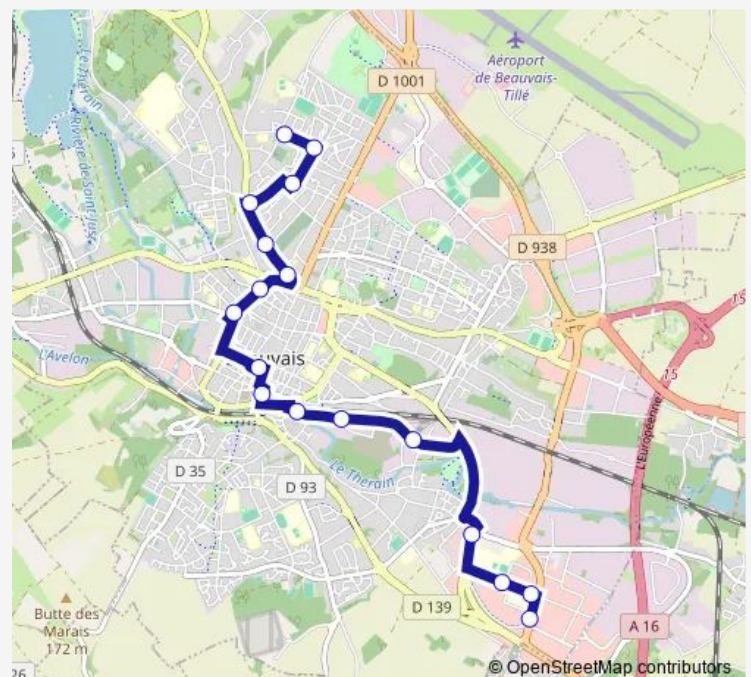 Aéroport
de Beauvais-
Tillé
D 1001
Le Thérain
Rivière de Saint-Just
D 938
15
15
L'Avelon
uvais
L'Européenne
D 35
Le Therain
D 93
Butte des
Marais
172 m
D 139
A 16
26
© OpenStreetMap contributors